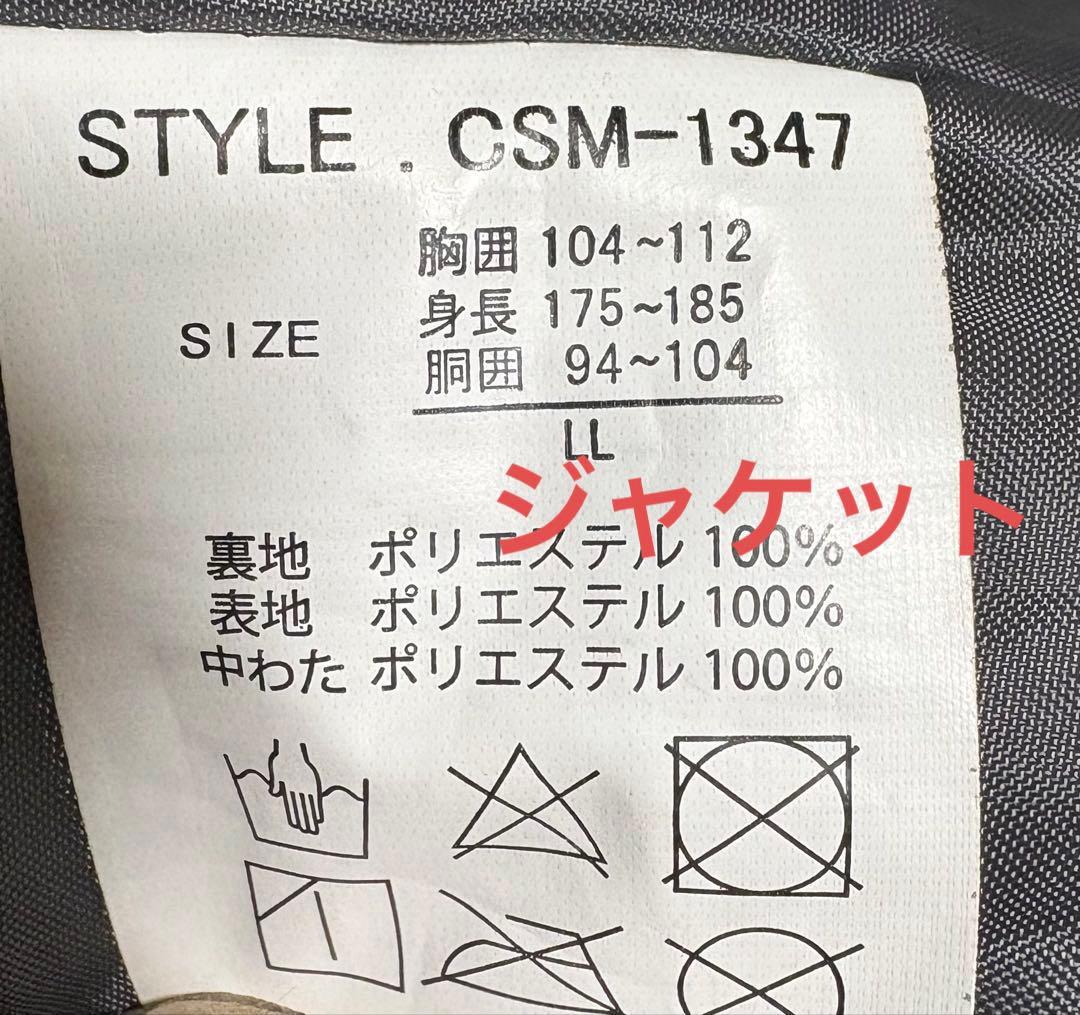 STYLE . CSM-1347
胸囲 104~112
身長 175~185
SIZE
胴囲 94~104
LL
ジャケット
裏地 ポリエステル 100%
表地 ポリエステル 100%
中わた ポリエステル 100%